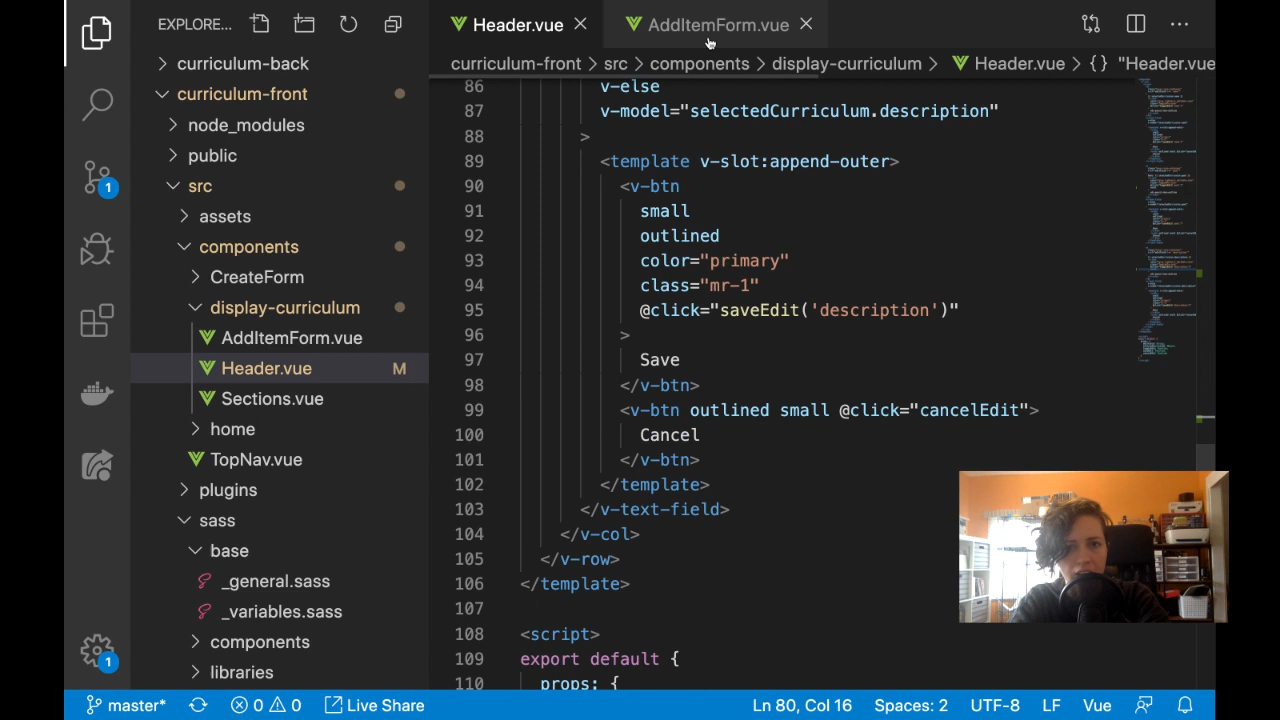 EXPLORE...
curriculum-back
curriculum-front
node_modules
public
src
assets
components
CreateForm
display-curriculum
AddItemForm.vue
Header.vue M
Sections.vue
home
TopNav.vue
plugins
sass
base
_general.sass
_variables.sass
components
libraries
1
1
Header.vue AddItemForm.vue
curriculum-front > src > components > display-curriculum > Header.vue > {} "Header.vue
86 v-else
v-model="selectedCurriculum.description"
88 >
89 <template v-slot:append-outer>
90 <v-btn
91 small
92 outlined
93 color="primary"
94 class="mr-1"
95 @click="saveEdit('description')"
96 >
97 Save
98 </v-btn>
99 <v-btn outlined small @click="cancelEdit">
100 Cancel
101 </v-btn>
102 </template>
103 </v-text-field>
104 </v-col>
105 </v-row>
106 </template>
107
108 <script>
109 export default {
110 props: {
master* 0 0 Live Share Ln 80, Col 16 Spaces: 2 UTF-8 LF Vue